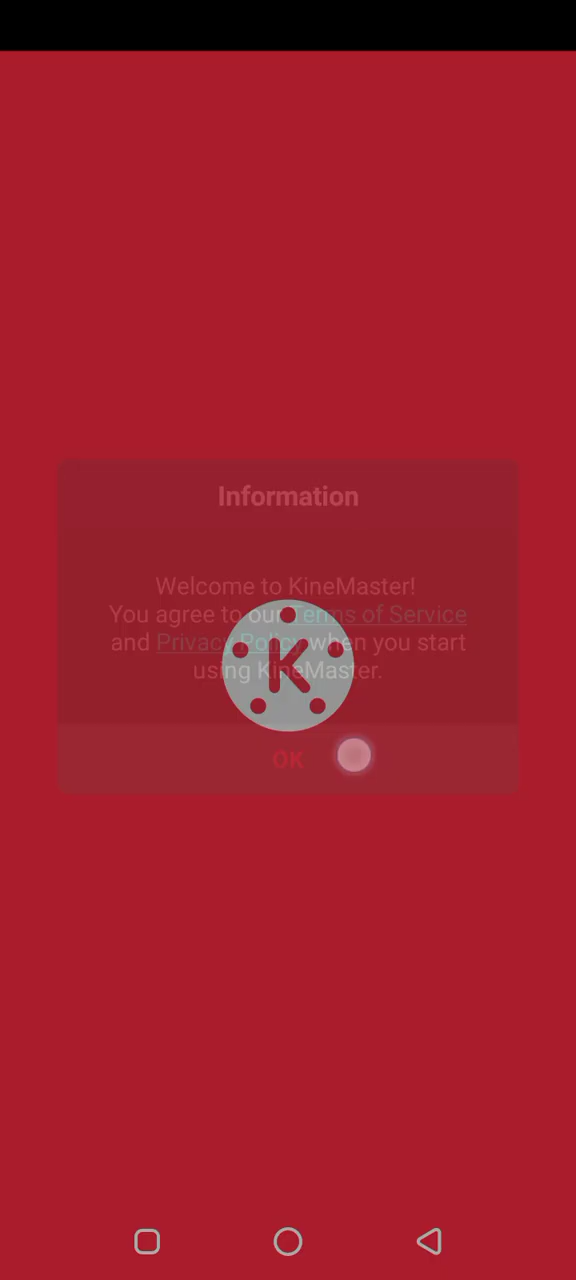 Information
Welcome to KineMaster!
You agree to our Terms of Service
and Privacy Policy when you start
using KineMaster.
K
OK